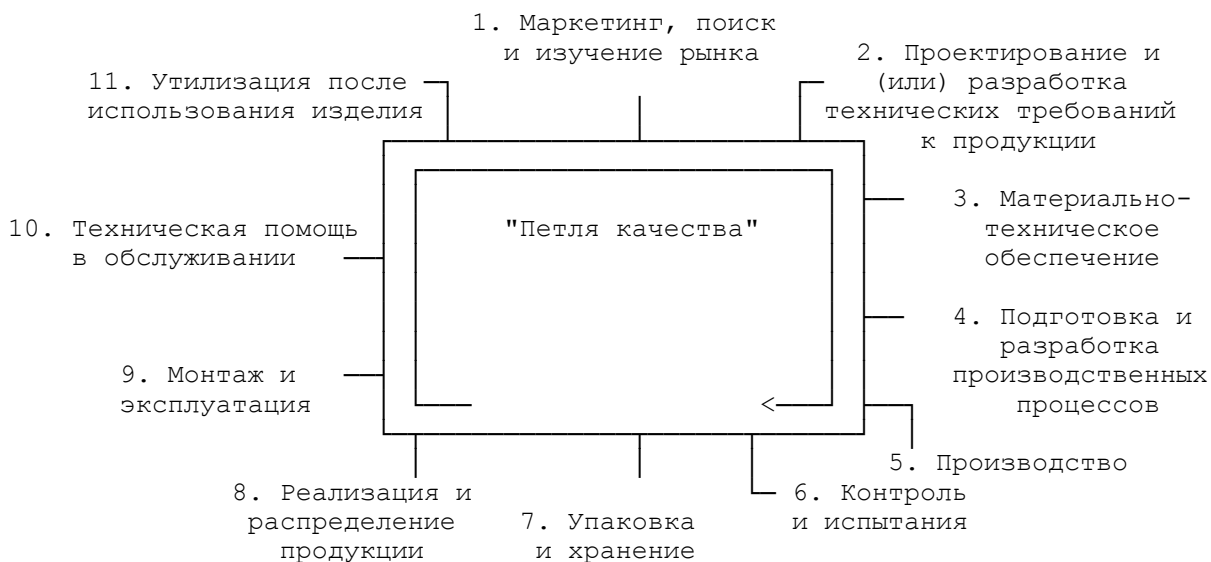 1. Маркетинг, поиск
и изучение рынка
2. Проектирование и
(или) разработка
технических требований
к продукции
3. Материально-
техническое
обеспечение
4. Подготовка и
разработка
производственных
процессов
5. Производство
6. Контроль
и испытания
7. Упаковка
и хранение
8. Реализация и
распределение
продукции
9. Монтаж и
эксплуатация
10. Техническая помощь
в обслуживании
11. Утилизация после
использования изделия
"Петля качества"